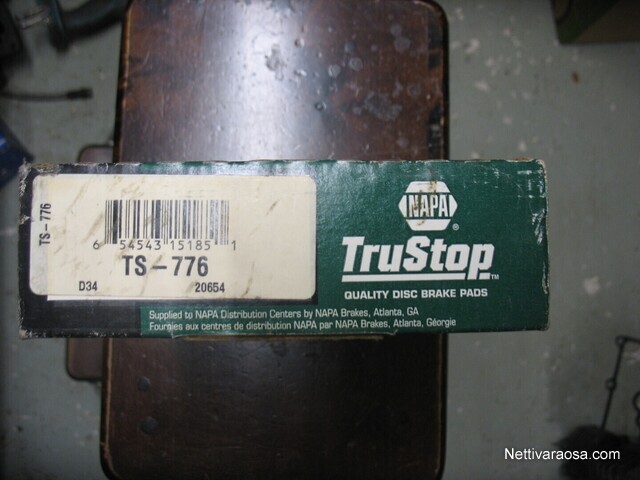 TS-776
6 54543 15185 1
TS-776
D34 20654
NAPA
®
TruStop™
QUALITY DISC BRAKE PADS
Supplied to NAPA Distribution Centers by NAPA Brakes, Atlanta, GA
Fournies aux centres de distribution NAPA par NAPA Brakes, Atlanta, Géorgie
Nettivaraosa.com